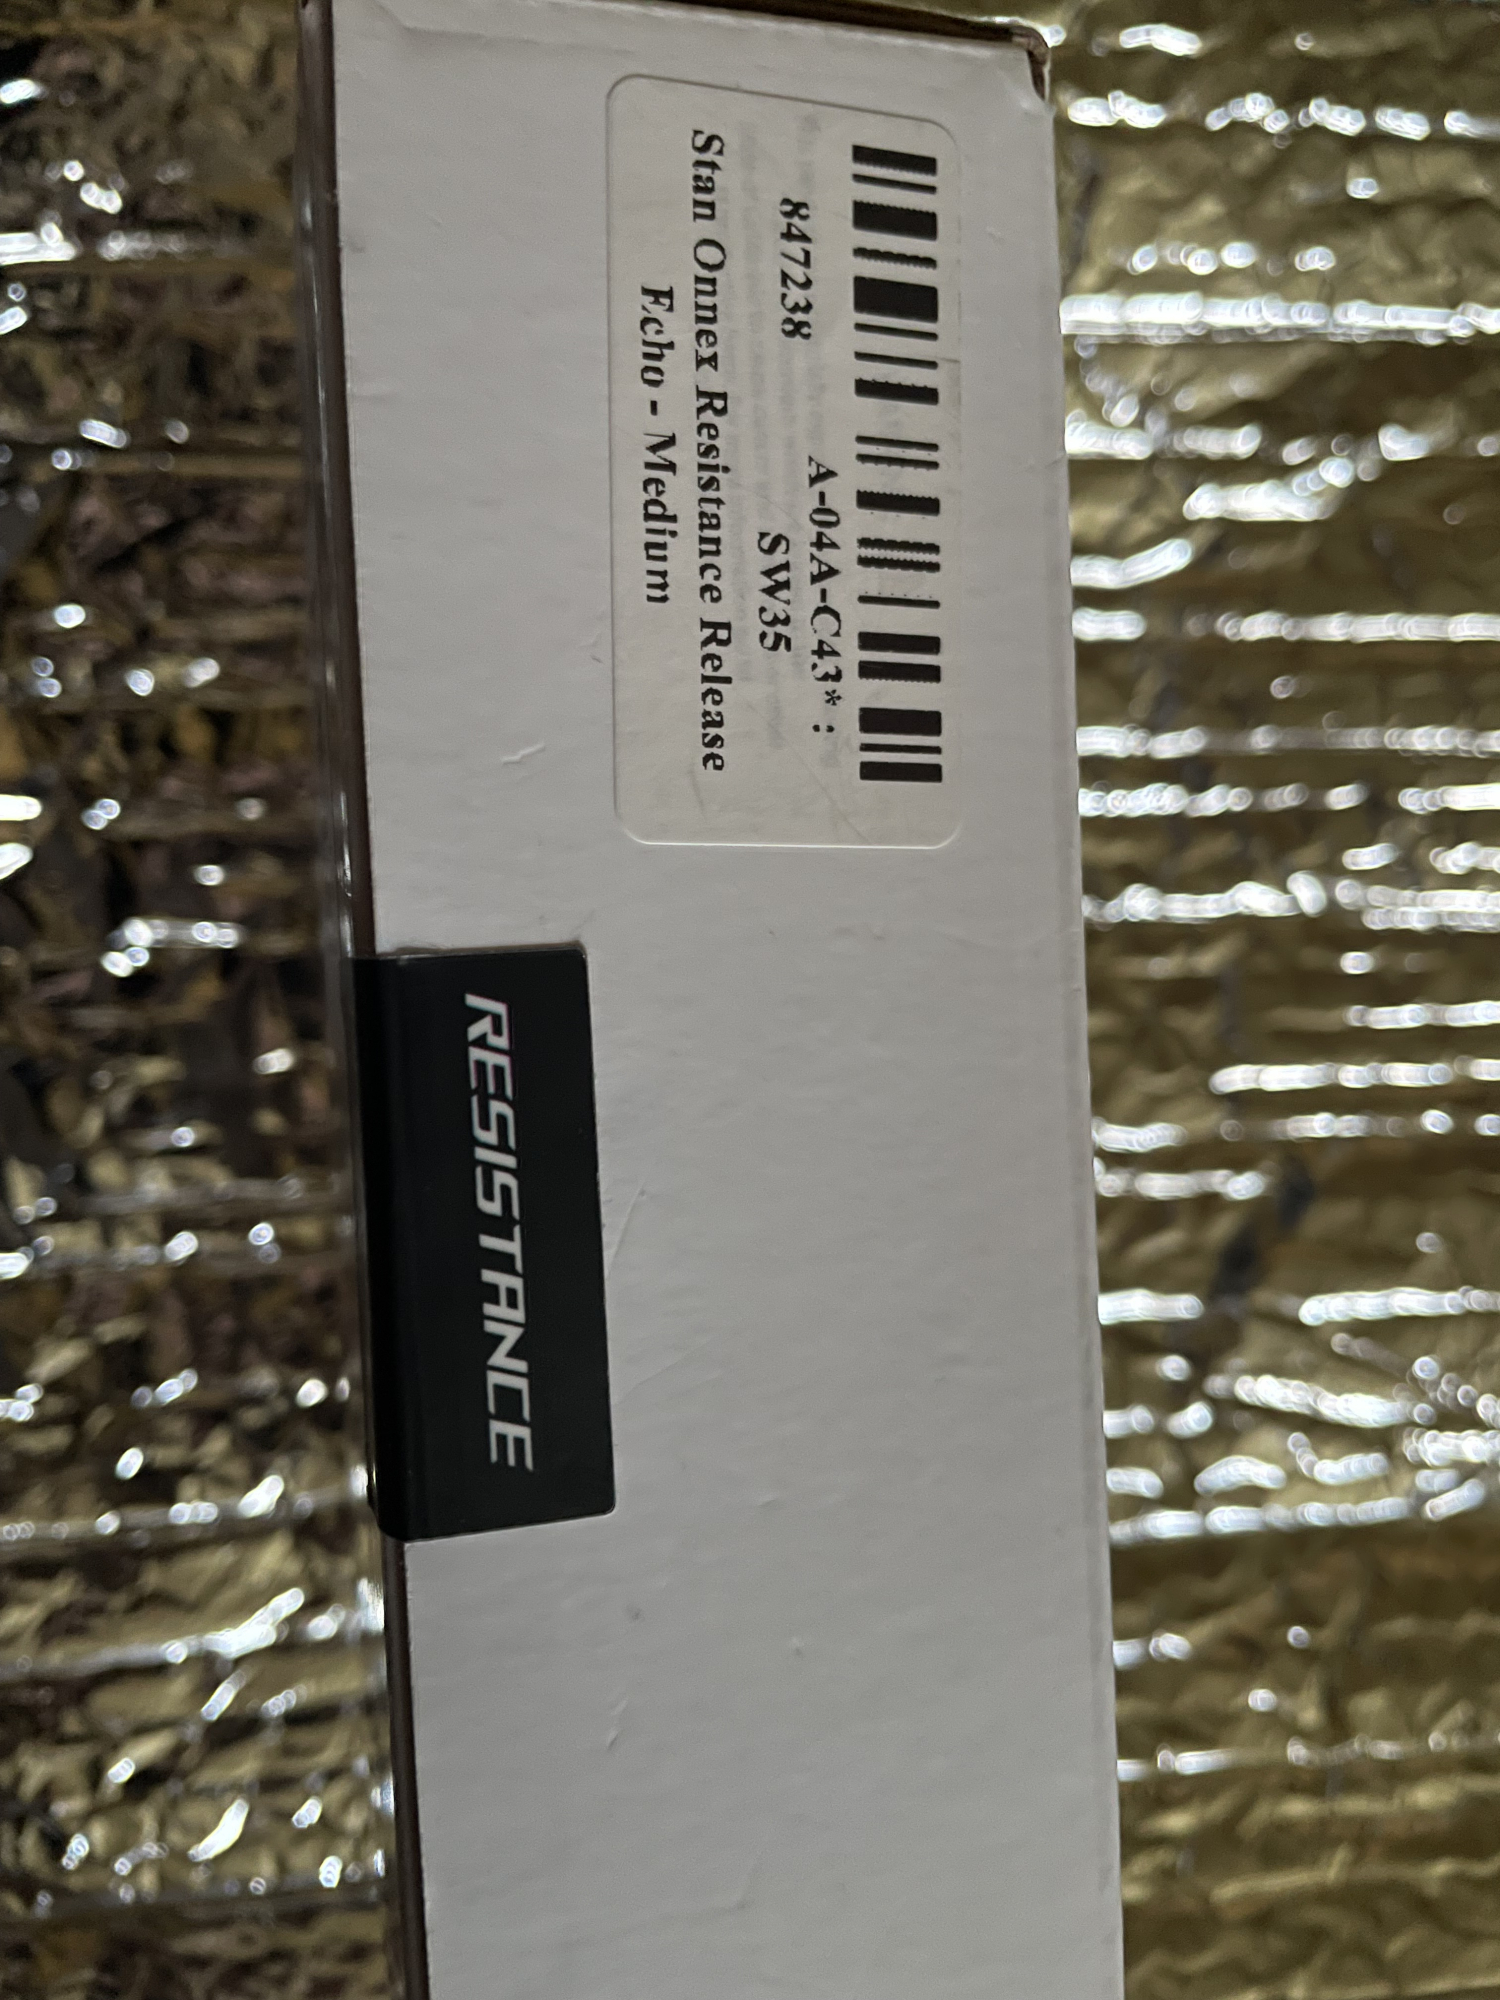 847238
A-04A-C43* :
SW35
Stan Onnex Resistance Release
Echo - Medium
RESISTANCE